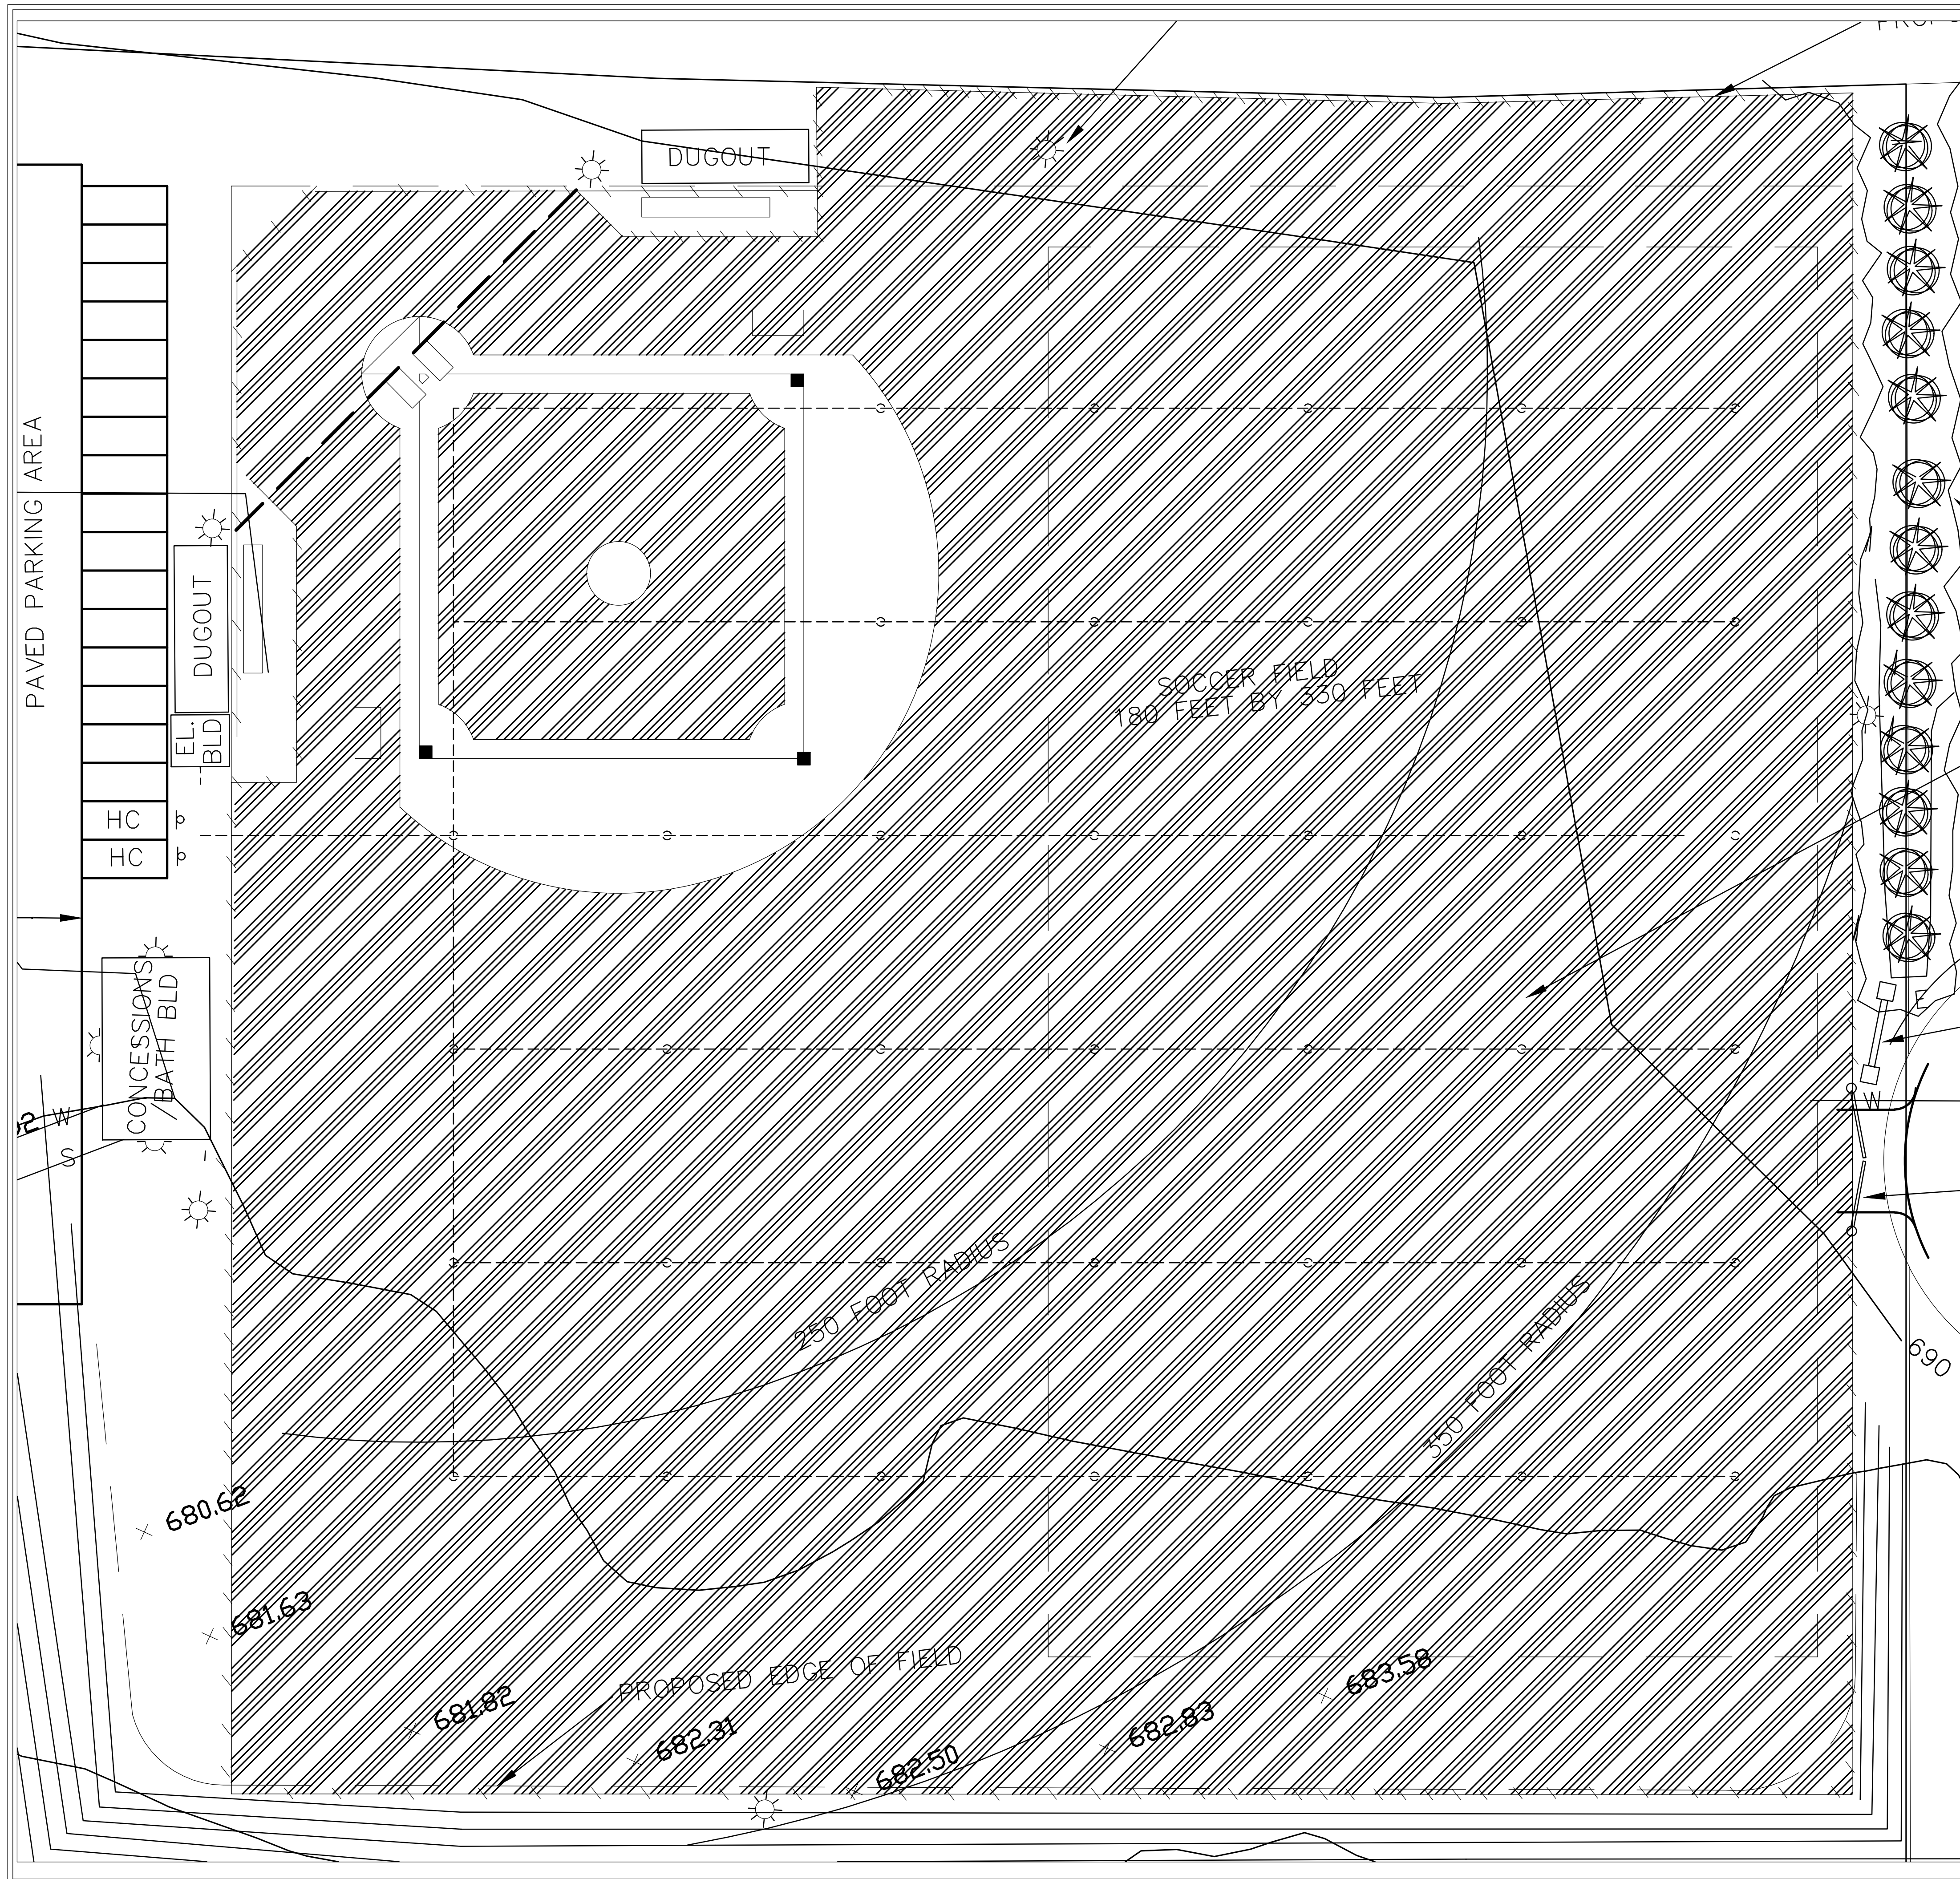 DUGOUT
PAVED PARKING AREA
DUGOUT
EL.
BLD
SOCCER FIELD
180 FEET BY 330 FEET
HC
HC
CONCESSIONS
/BATH BLD
E
W
W
S
250 FOOT RADIUS
350 FOOT RADIUS
690
680.62
681.63
PROPOSED EDGE OF FIELD
683.58
681.82
682.31
682.83
682.50